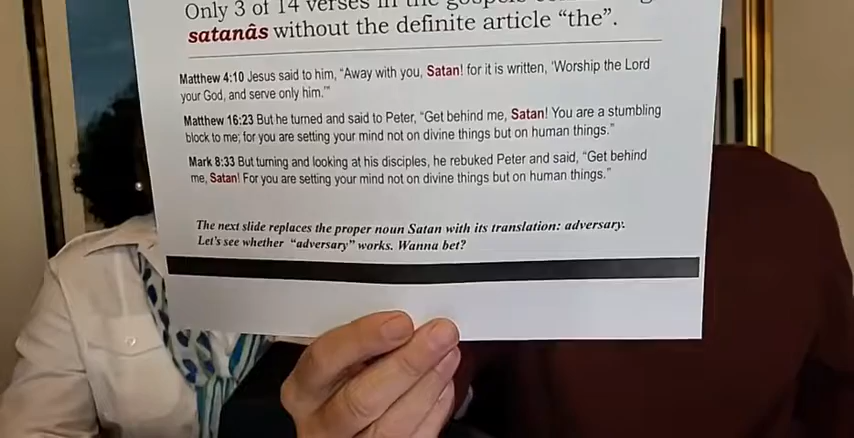 Only 3 of 14 verses in the gospels
satanâs without the definite article “the”.
Matthew 4:10 Jesus said to him, “Away with you, Satan! for it is written, ‘Worship the Lord
your God, and serve only him.’”
Matthew 16:23 But he turned and said to Peter, “Get behind me, Satan! You are a stumbling
block to me; for you are setting your mind not on divine things but on human things.”
Mark 8:33 But turning and looking at his disciples, he rebuked Peter and said, “Get behind
me, Satan! For you are setting your mind not on divine things but on human things.”
The next slide replaces the proper noun Satan with its translation: adversary.
Let’s see whether “adversary” works. Wanna bet?